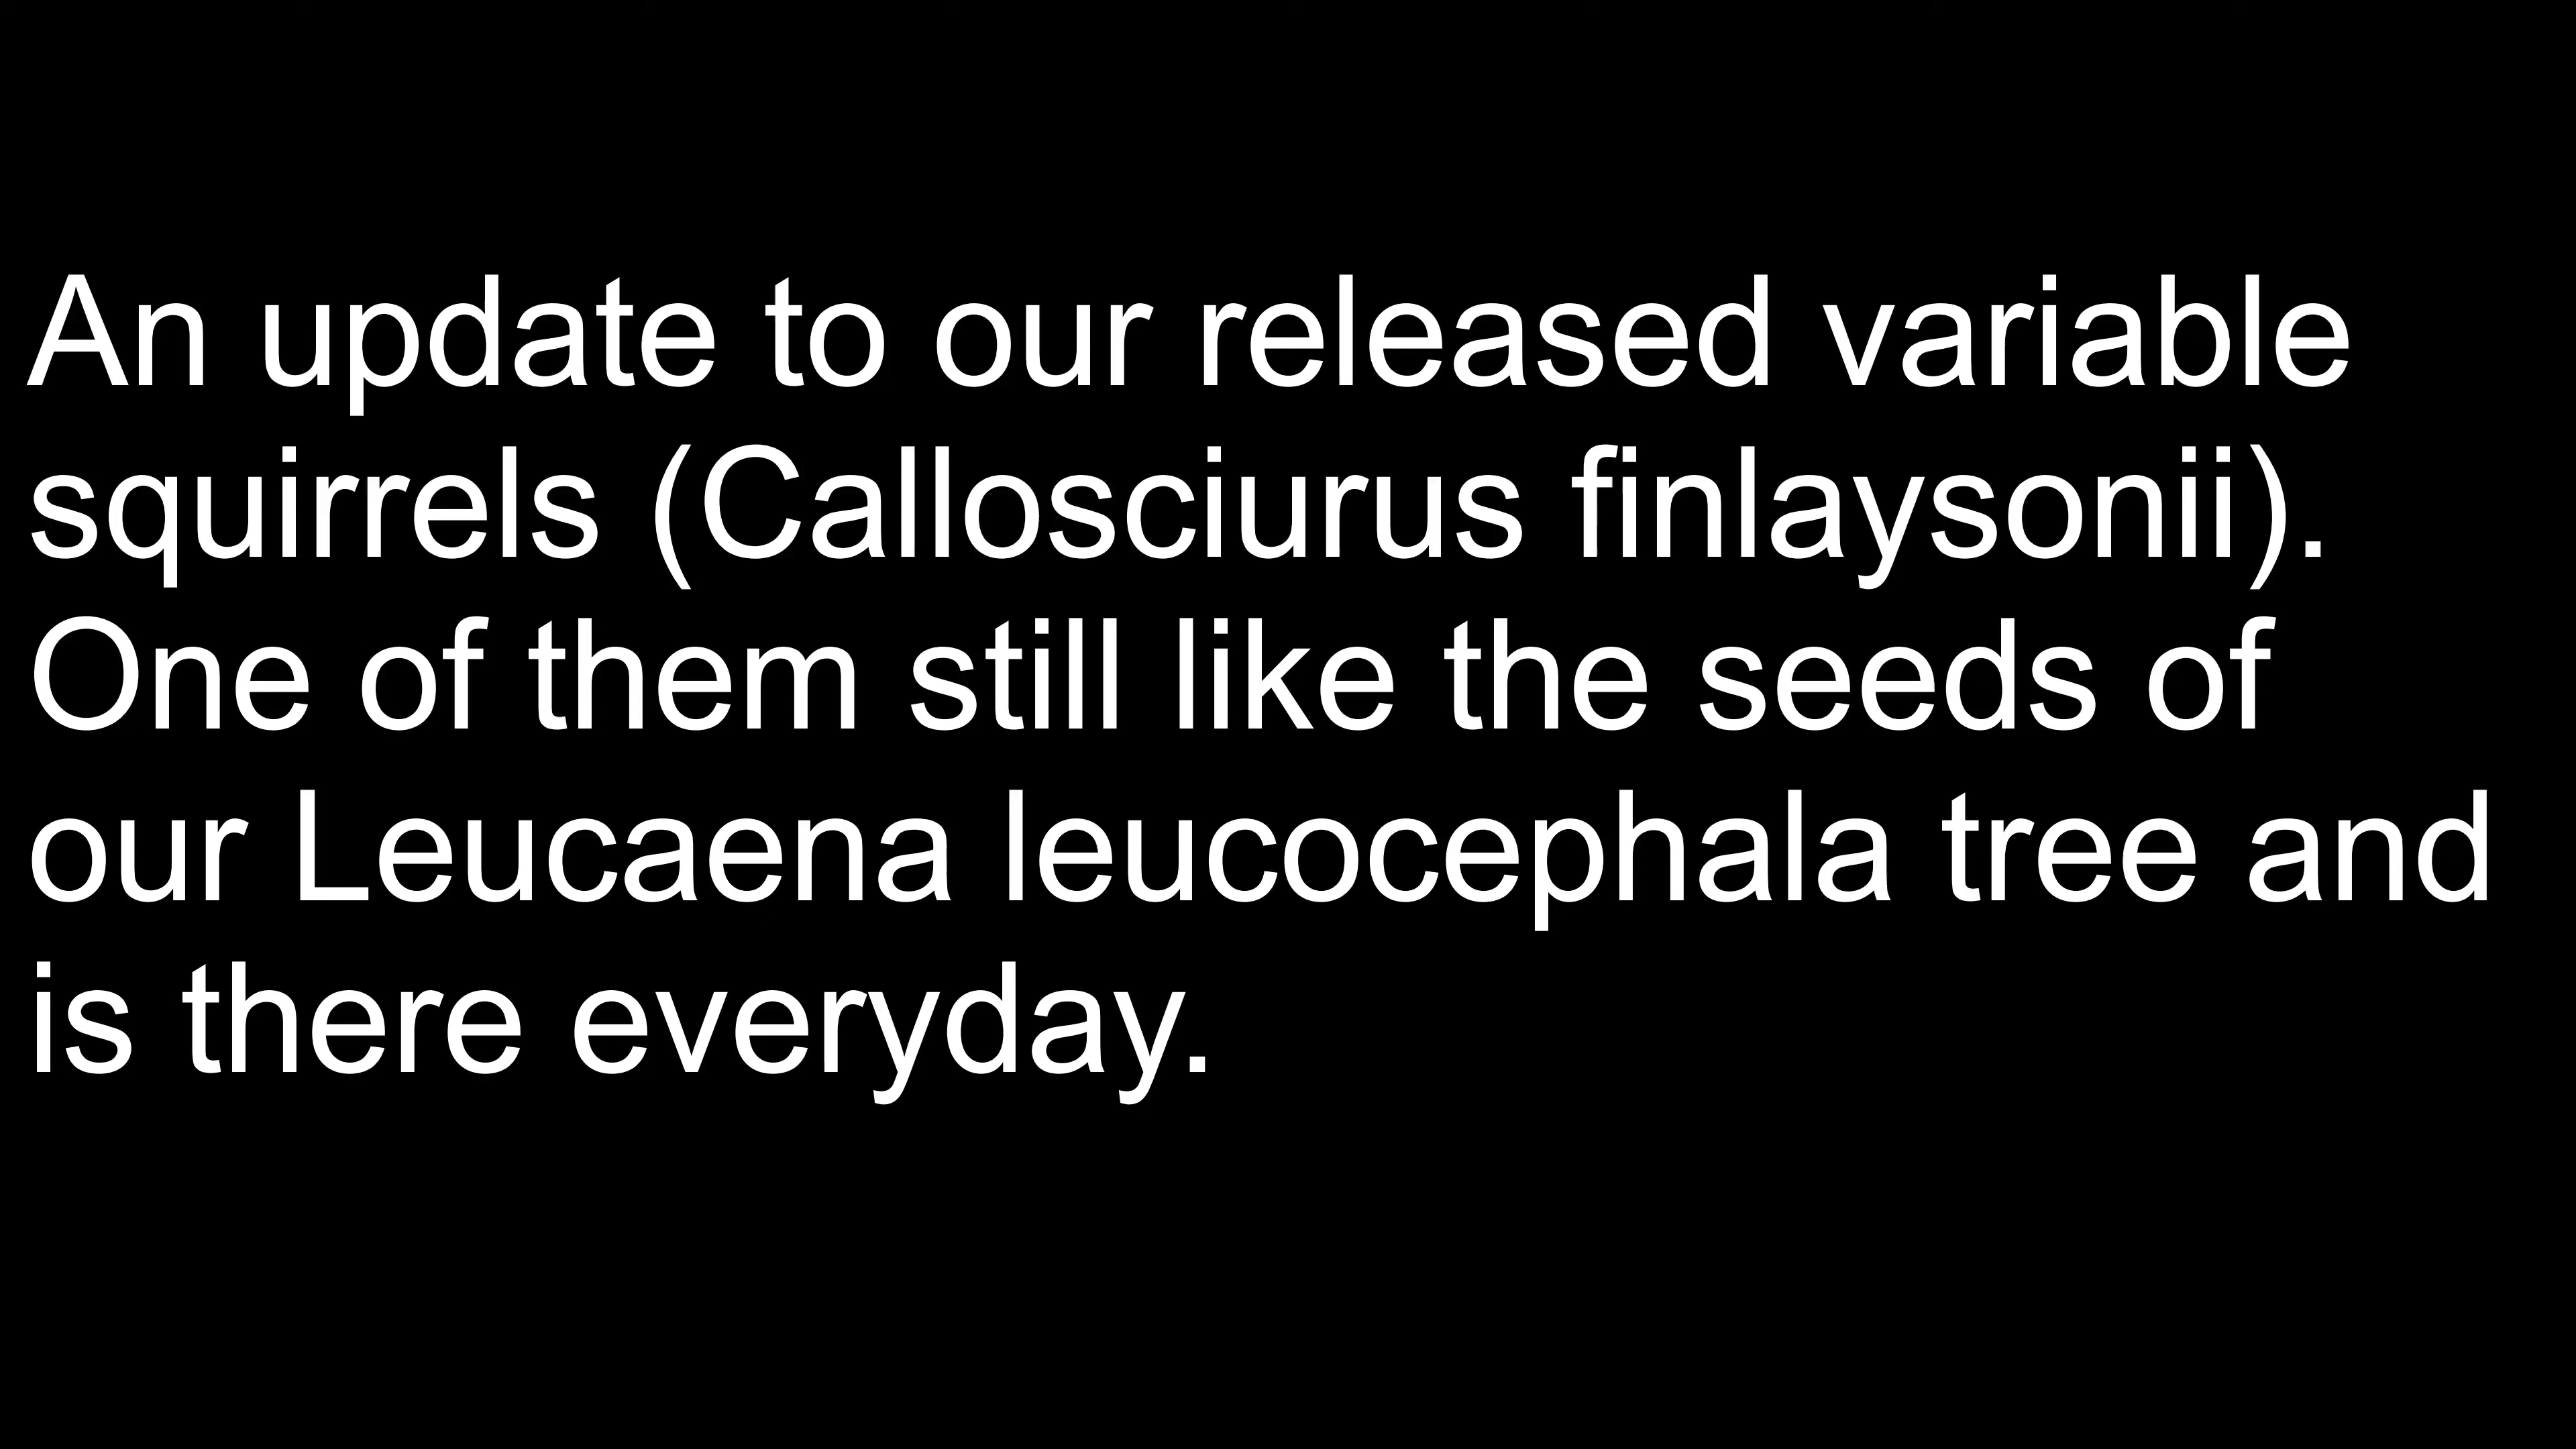 An update to our released variable
squirrels (Callosciurus finlaysonii).
One of them still like the seeds of
our Leucaena leucocephala tree and
is there everyday.